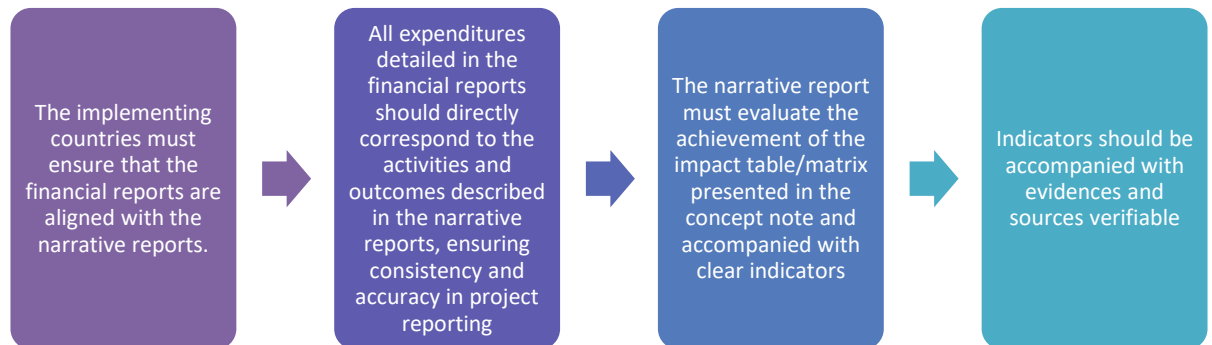 The implementing
countries must
ensure that the
financial reports are
aligned with the
narrative reports.
All expenditures
detailed in the
financial reports
should directly
correspond to the
activities and
outcomes described
in the narrative
reports, ensuring
consistency and
accuracy in project
reporting
The narrative report
must evaluate the
achievement of the
impact table/matrix
presented in the
concept note and
accompanied with
clear indicators
Indicators should be
accompanied with
evidences and
sources verifiable